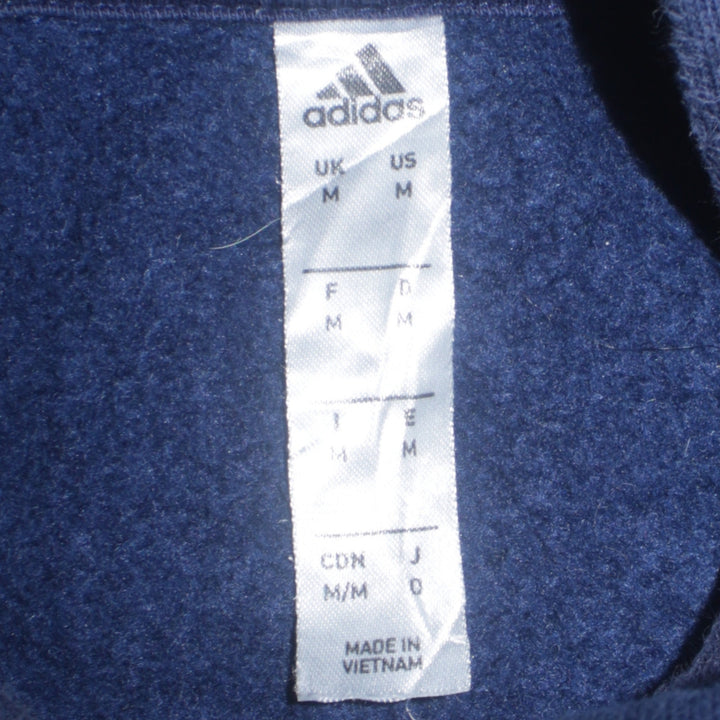 adidas
UK US
M M
F D
M M
I E
M M
CDN J
M/M O
MADE IN
VIETNAM